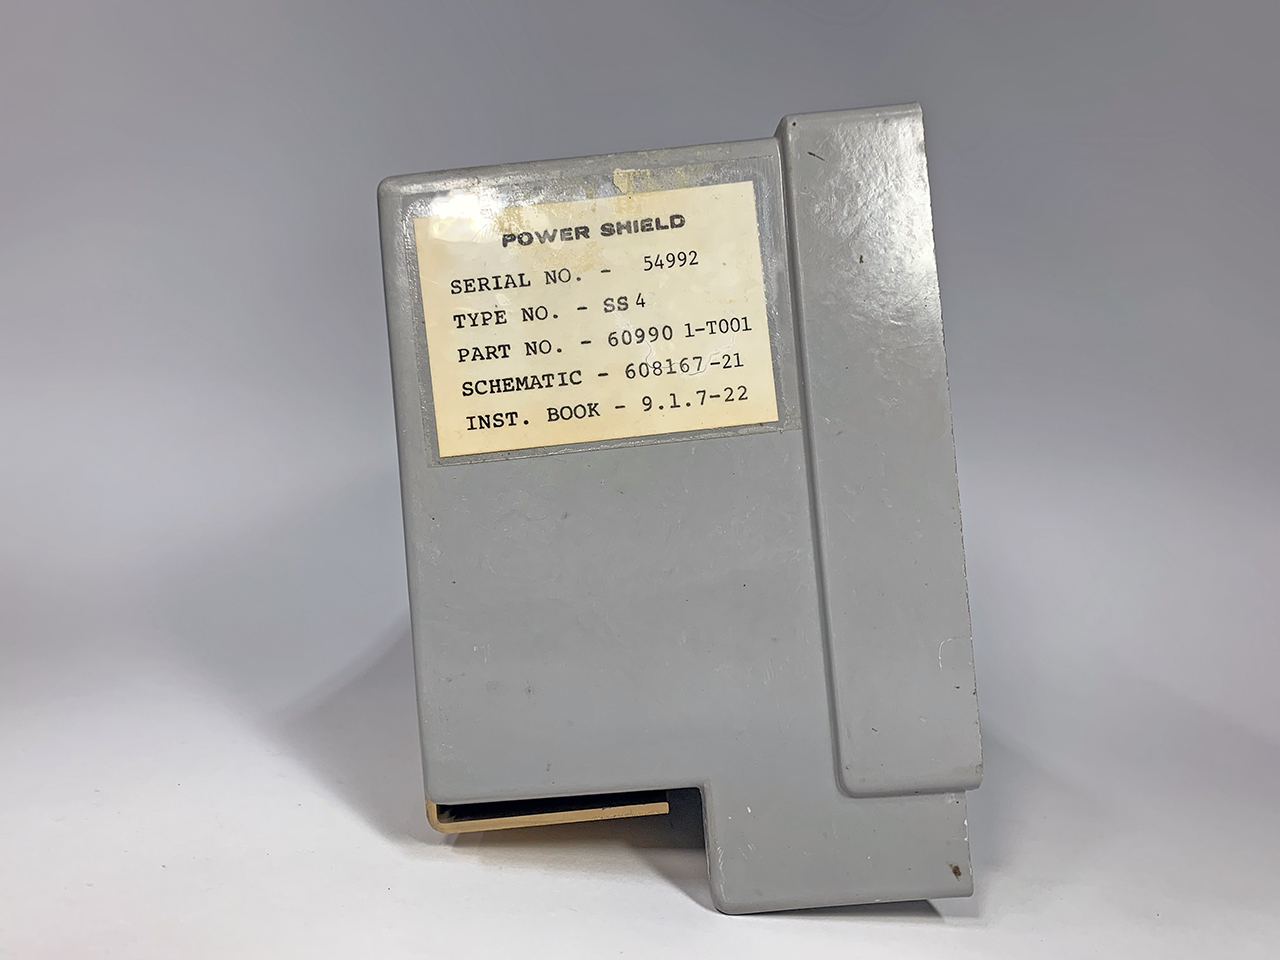 POWER SHIELD
SERIAL NO. - 54992
TYPE NO. - SS 4
PART NO. - 60990 1-T001
SCHEMATIC - 608167-21
INST. BOOK - 9.1.7-22